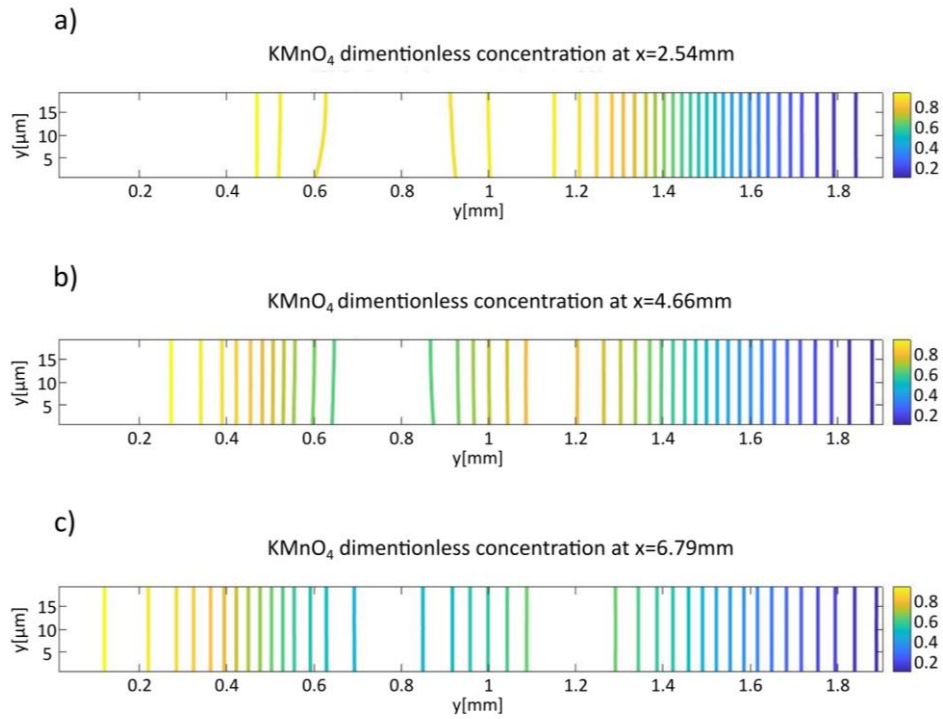 a)
KMnO₄ dimentionless concentration at x=2.54mm
y[µm]
15
10
5
0.2 0.4 0.6 0.8 1 1.2 1.4 1.6 1.8
y[mm]
0.8
0.6
0.4
0.2
b)
KMnO₄ dimentionless concentration at x=4.66mm
y[µm]
15
10
5
0.2 0.4 0.6 0.8 1 1.2 1.4 1.6 1.8
y[mm]
0.8
0.6
0.4
0.2
c)
KMnO₄ dimentionless concentration at x=6.79mm
y[µm]
15
10
5
0.2 0.4 0.6 0.8 1 1.2 1.4 1.6 1.8
y[mm]
0.8
0.6
0.4
0.2